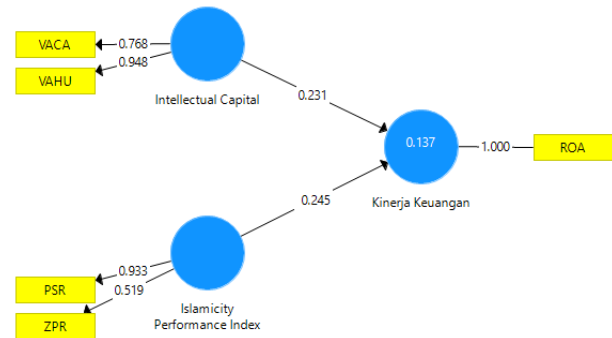 VACA
0.768
VAHU
0.948
Intellectual Capital
0.231
0.137
1.000
ROA
Kinerja Keuangan
0.245
PSR
0.933
ZPR
0.519
Islamicity
Performance Index